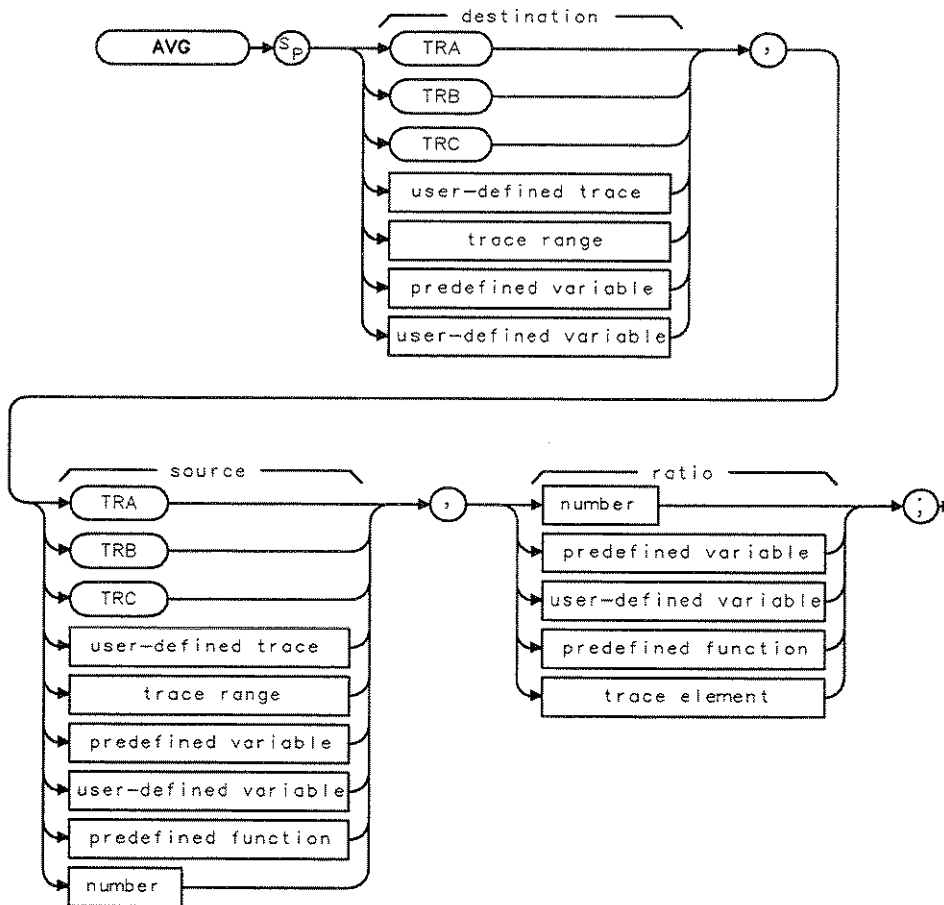 destination
AVG
SP
TRA
,
TRB
TRC
user-defined trace
trace range
predefined variable
user-defined variable
source
TRA
,
TRB
TRC
user-defined trace
trace range
predefined variable
user-defined variable
predefined function
number
ratio
number
;
predefined variable
user-defined variable
predefined function
trace element